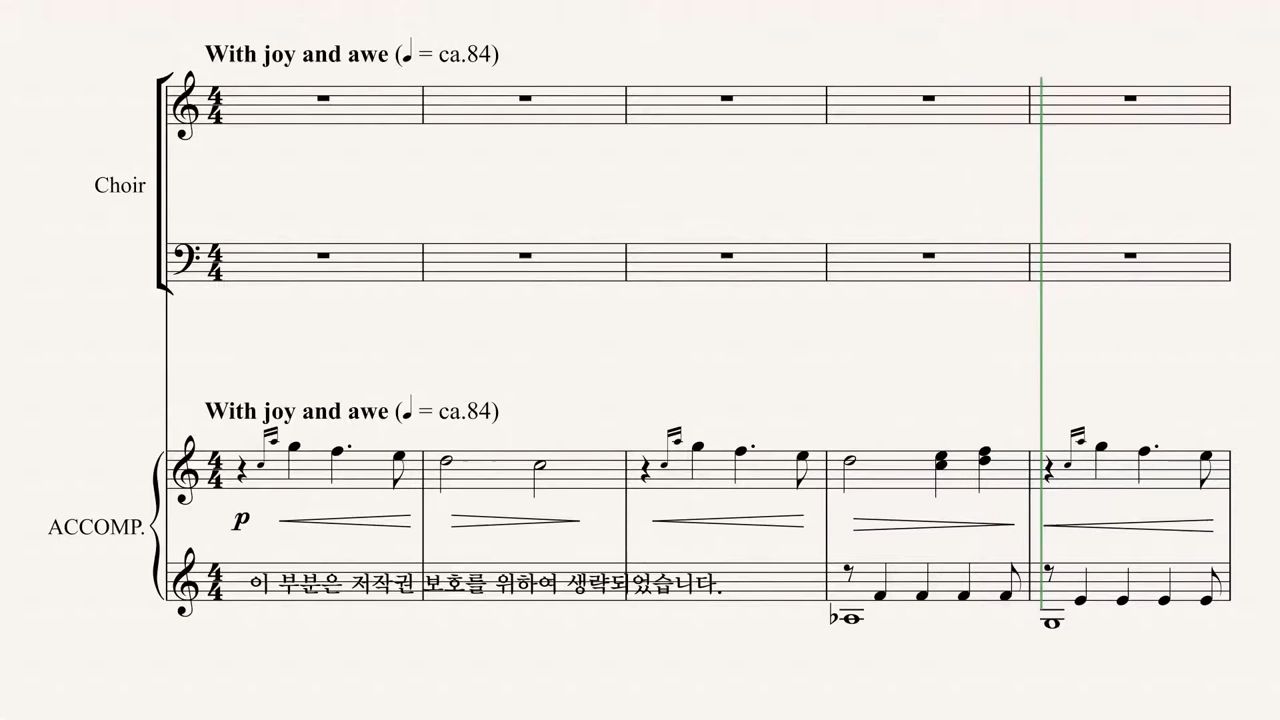 With joy and awe (♩ = ca.84)
Choir
With joy and awe (♩ = ca.84)
p
ACCOMP.
이 부분은 저작권 보호를 위하여 생략되었습니다.